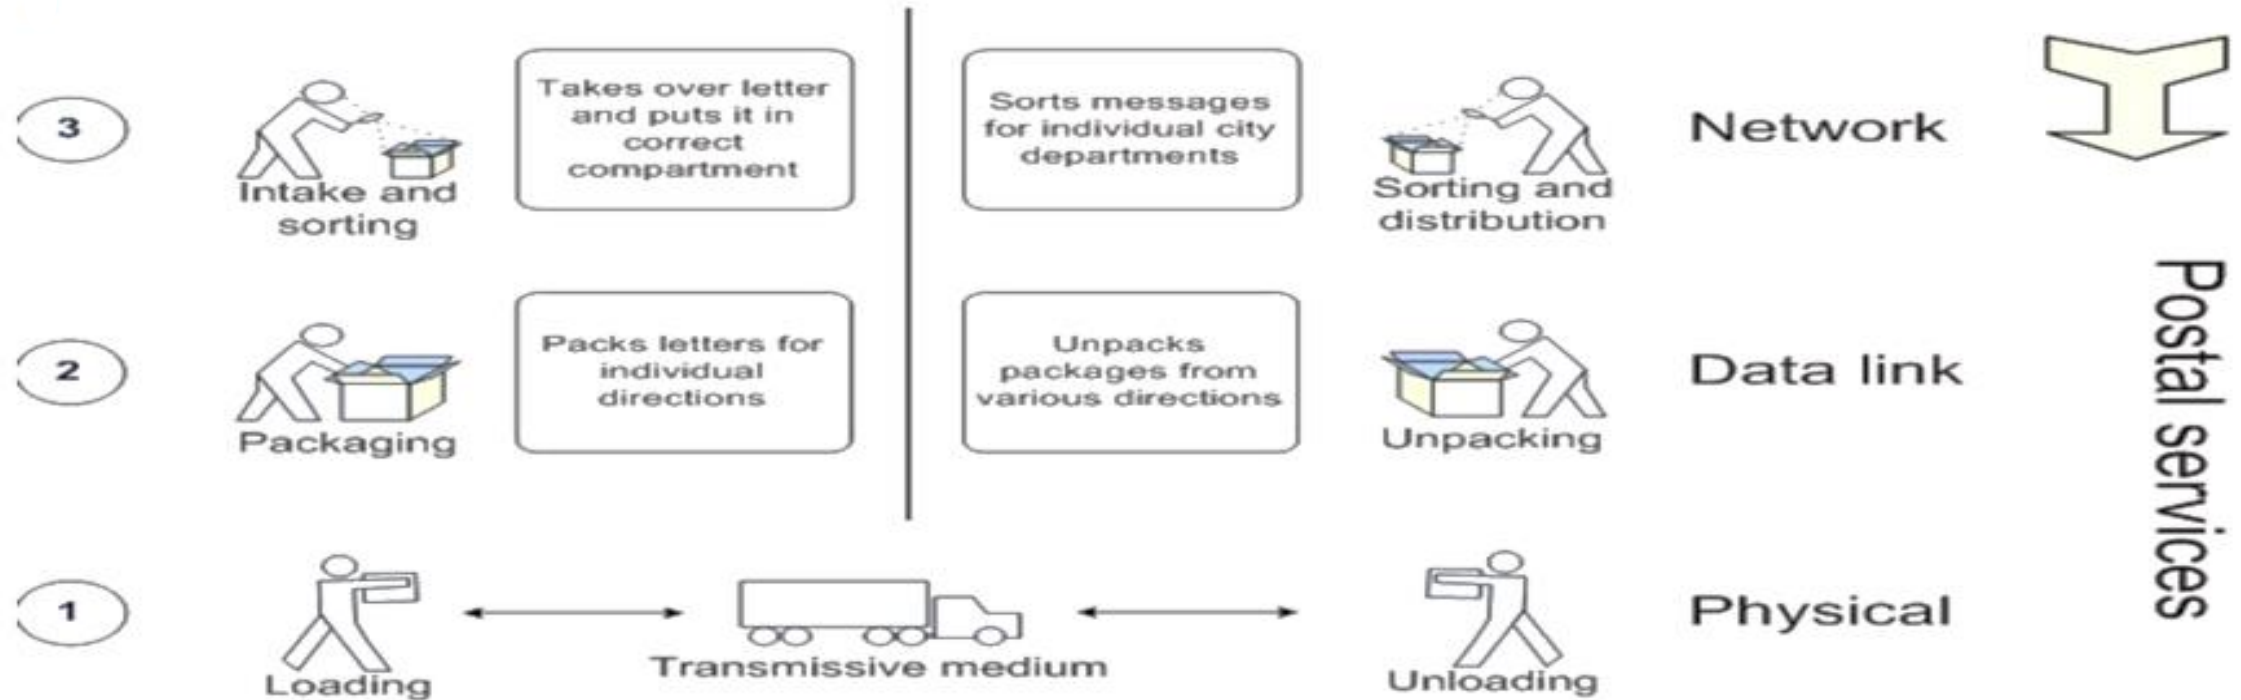 3
Intake and
sorting
Takes over letter
and puts it in
correct
compartment
Sorts messages
for individual city
departments
Sorting and
distribution
Network
2
Packaging
Packs letters for
individual
directions
Unpacks
packages from
various directions
Unpacking
Data link
1
Loading
Transmissive medium
Unloading
Physical
Postal services